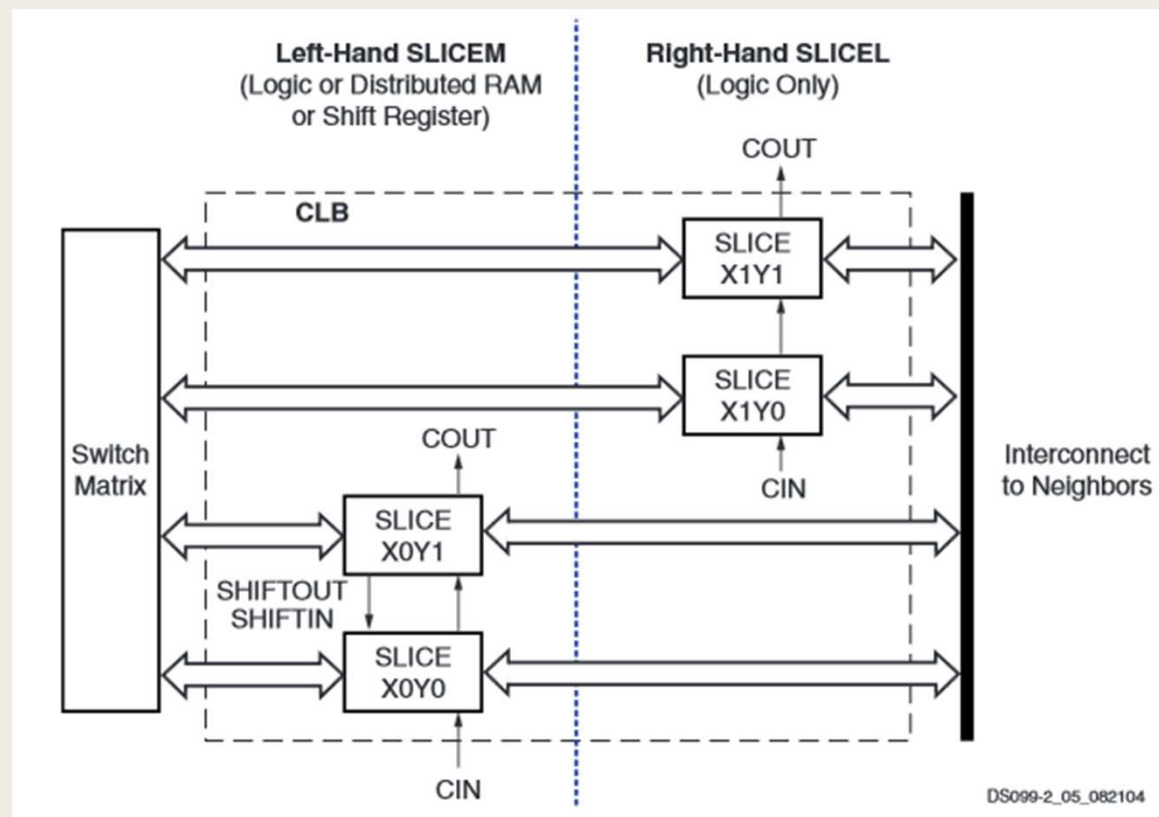 Left-Hand SLICEM
(Logic or Distributed RAM
or Shift Register)
Right-Hand SLICEL
(Logic Only)
COUT
CLB
SLICE
X1Y1
SLICE
X1Y0
Switch
Matrix
COUT
CIN
Interconnect
to Neighbors
SLICE
X0Y1
SHIFTOUT
SHIFTIN
SLICE
X0Y0
CIN
DS099-2_05_082104